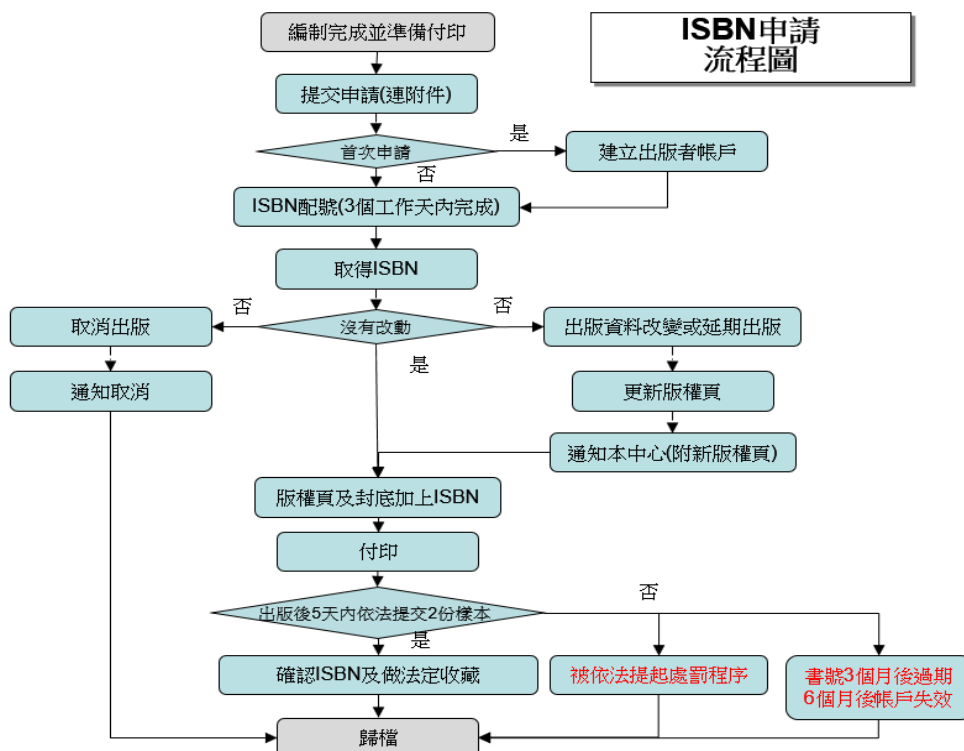 ISBN申請
流程圖
編制完成並準備付印
提交申請(連附件)
是
首次申請
建立出版者帳戶
否
ISBN配號(3個工作天內完成)
取得ISBN
否
否
取消出版
沒有改動
出版資料改變或延期出版
是
通知取消
更新版權頁
通知本中心(附新版權頁)
版權頁及封底加上ISBN
付印
否
出版後5天內依法提交2份樣本
是
確認ISBN及做法定收藏
被依法提起處罰程序
書號3個月後過期
6個月後帳戶失效
歸檔